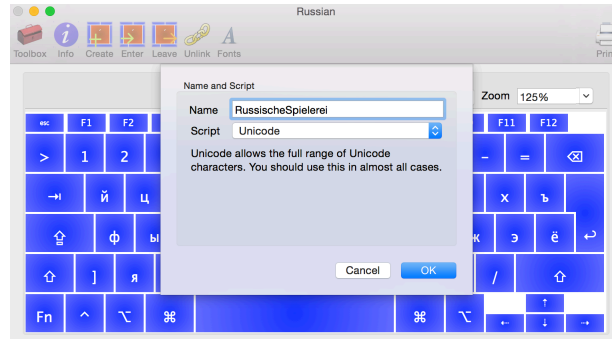 Russian
Toolbox Info Create Enter Leave Unlink Fonts
Name and Script
Name RussischeSpielerei
Zoom 125%
Script Unicode
Unicode allows the full range of Unicode
characters. You should use this in almost all cases.
Cancel OK
esc F1 F2 F11 F12
> 1 2 - =
й ц х ъ
ф ы ж э ё
] я /
Fn ^ ⌥ ⌘ ⌘ ⌥